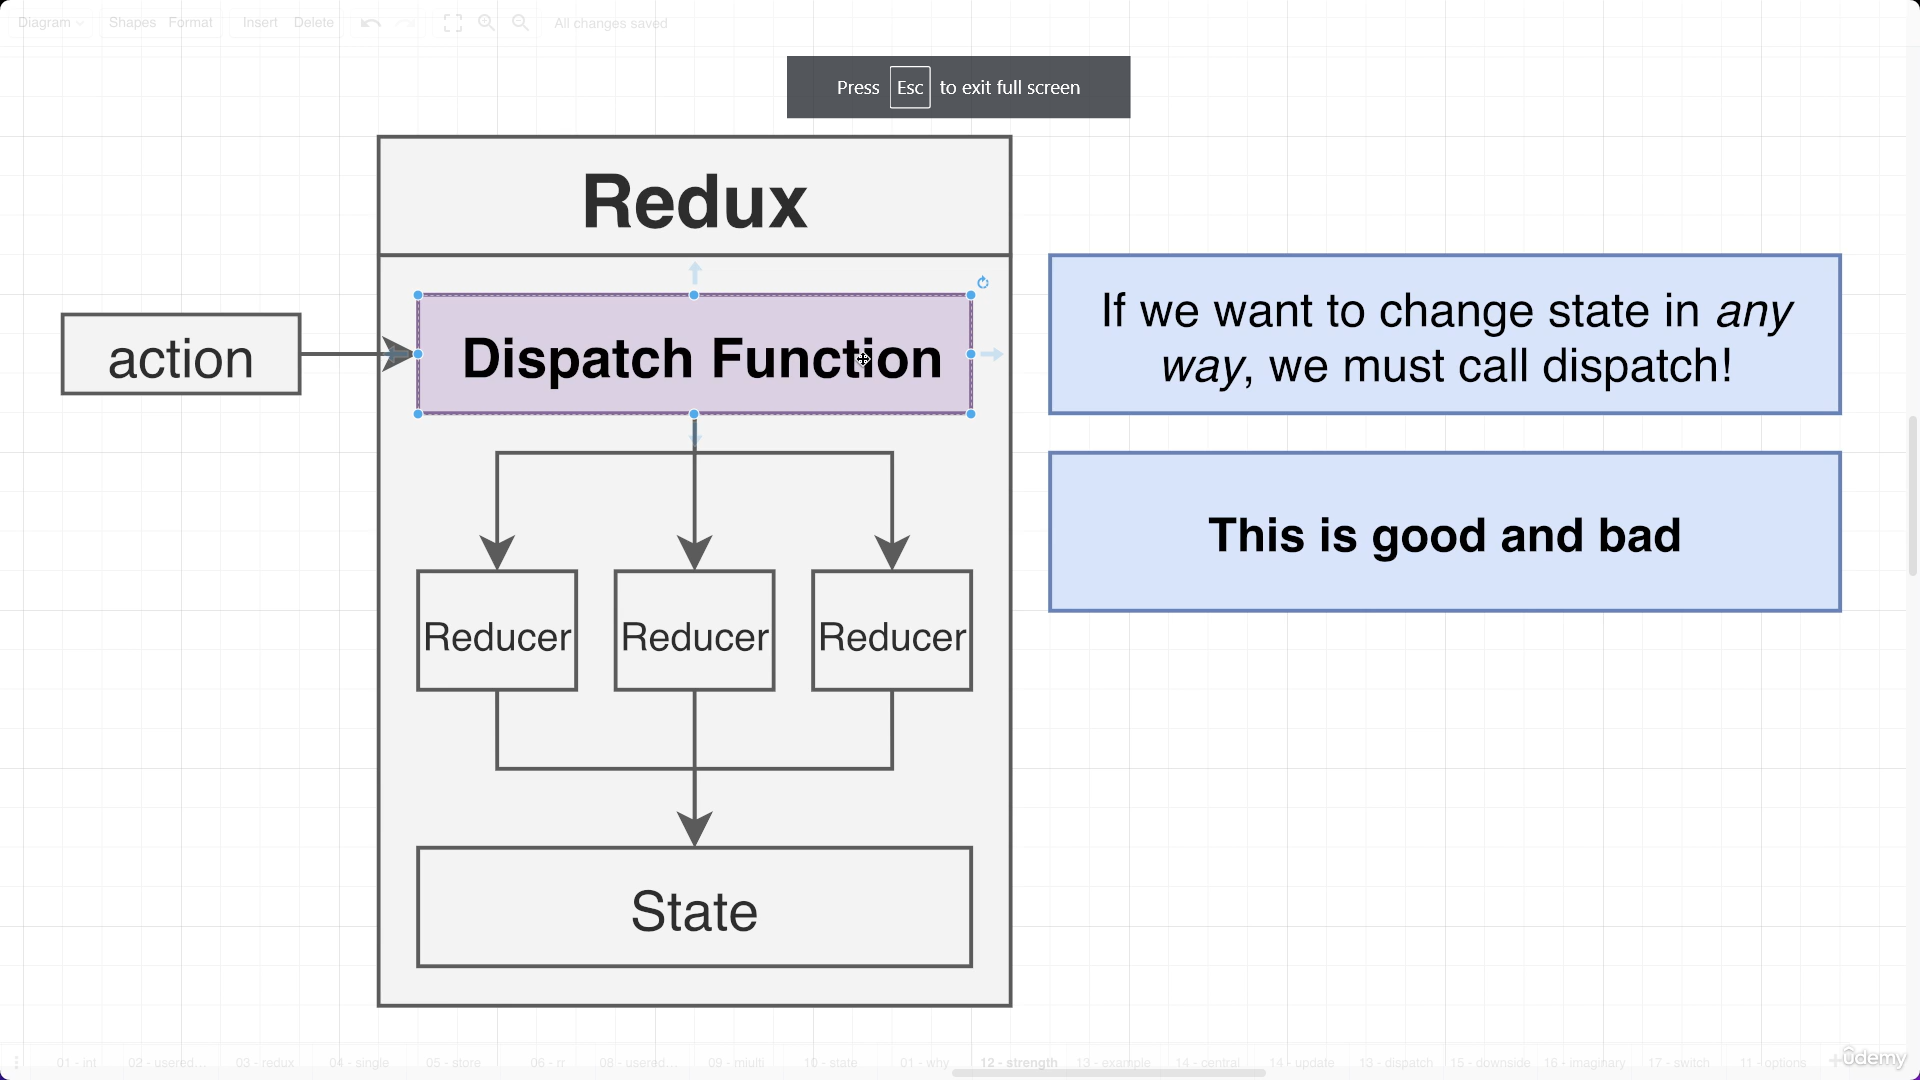 Diagram
Shapes
Format
Insert
Delete
All changes saved
Press Esc to exit full screen
Redux
action
Dispatch Function
If we want to change state in any
way, we must call dispatch!
This is good and bad
Reducer
Reducer
Reducer
State
01 - int
02 - usered...
03 - redux
04 - single
05 - store
06 - rr
08 - usered...
09 - miulti
10 - state
01 - why
12 - strength
13 - example
14 - central
14 - update
13 - dispatch
15 - downside
16 - imaginary
17 - switch
11 - options
ûdemy